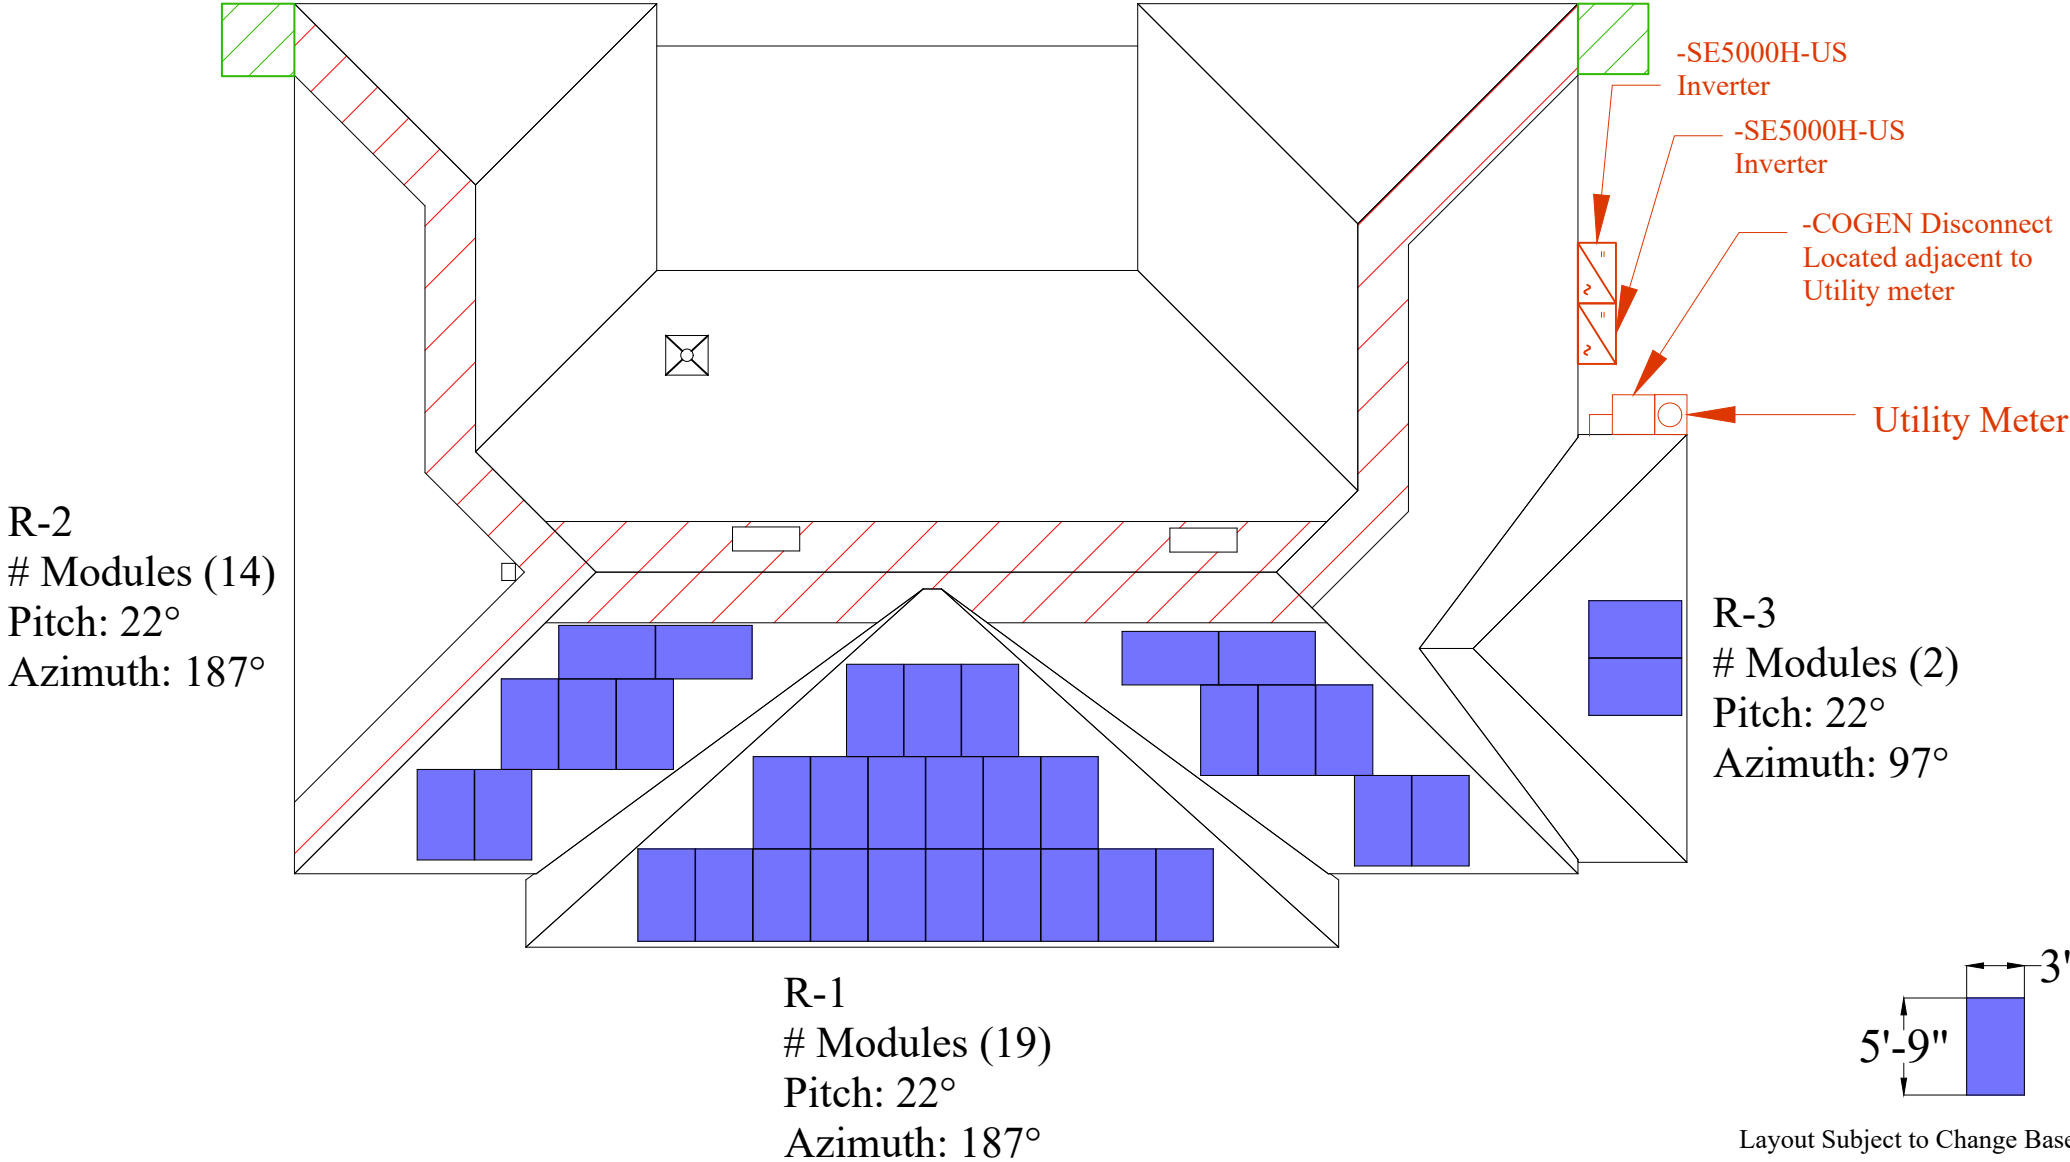 -SE5000H-US
Inverter
-SE5000H-US
Inverter
-COGEN Disconnect
Located adjacent to
Utility meter
Utility Meter
R-2
# Modules (14)
Pitch: 22°
Azimuth: 187°
R-3
# Modules (2)
Pitch: 22°
Azimuth: 97°
R-1
# Modules (19)
Pitch: 22°
Azimuth: 187°
3'
5'-9"
Layout Subject to Change Base